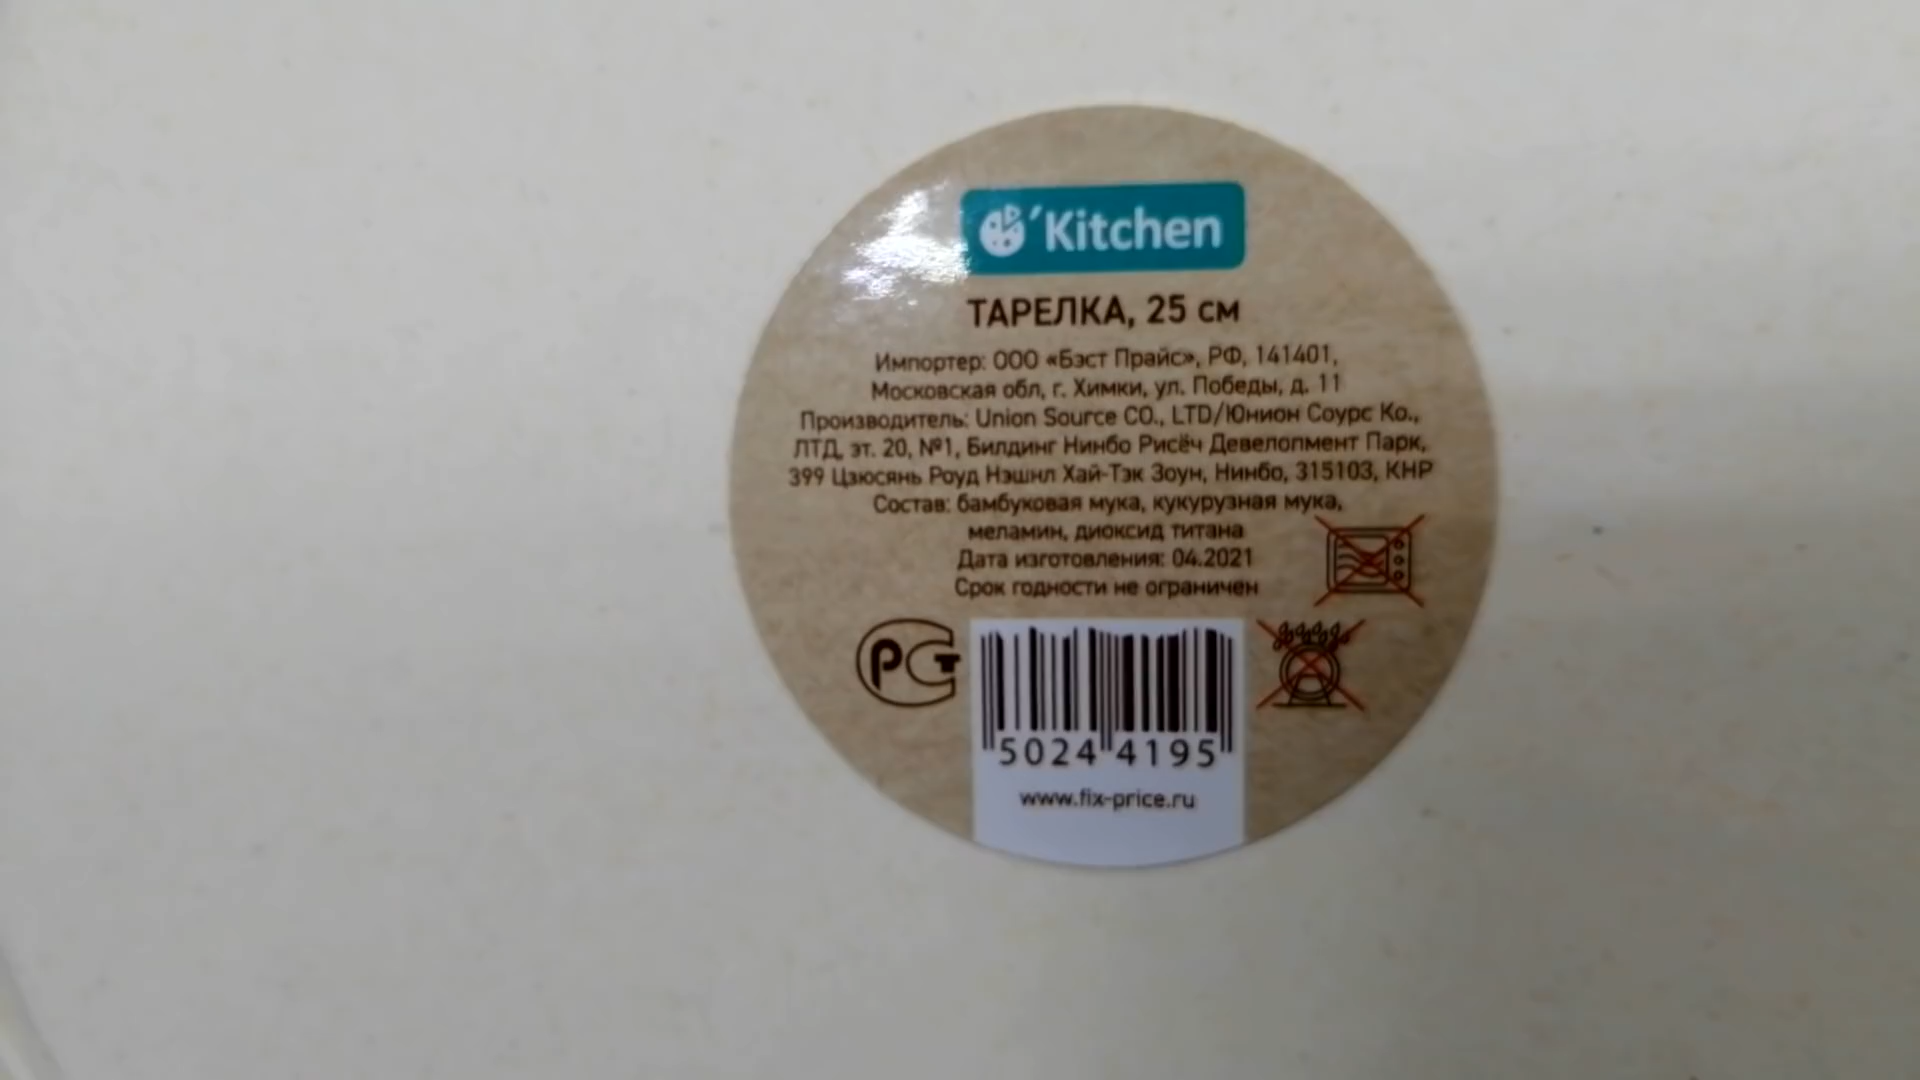 'Kitchen
ТАРЕЛКА, 25 см
Импортер: ООО «Бэст Прайс», РФ, 141401,
Московская обл, г. Химки, ул. Победы, д. 11
Производитель: Union Source CO., LTD/Юнион Соурс Ко.,
ЛТД, эт. 20, №1, Билдинг Нинбо Рисёч Девелопмент Парк,
399 Цзюсянь Роуд Нэшнл Хай-Тэк Зоун, Нинбо, 315103, КНР
Состав: бамбуковая мука, кукурузная мука,
меламин, диоксид титана
Дата изготовления: 04.2021
Срок годности не ограничен
РСТ
5024 4195
www.fix-price.ru